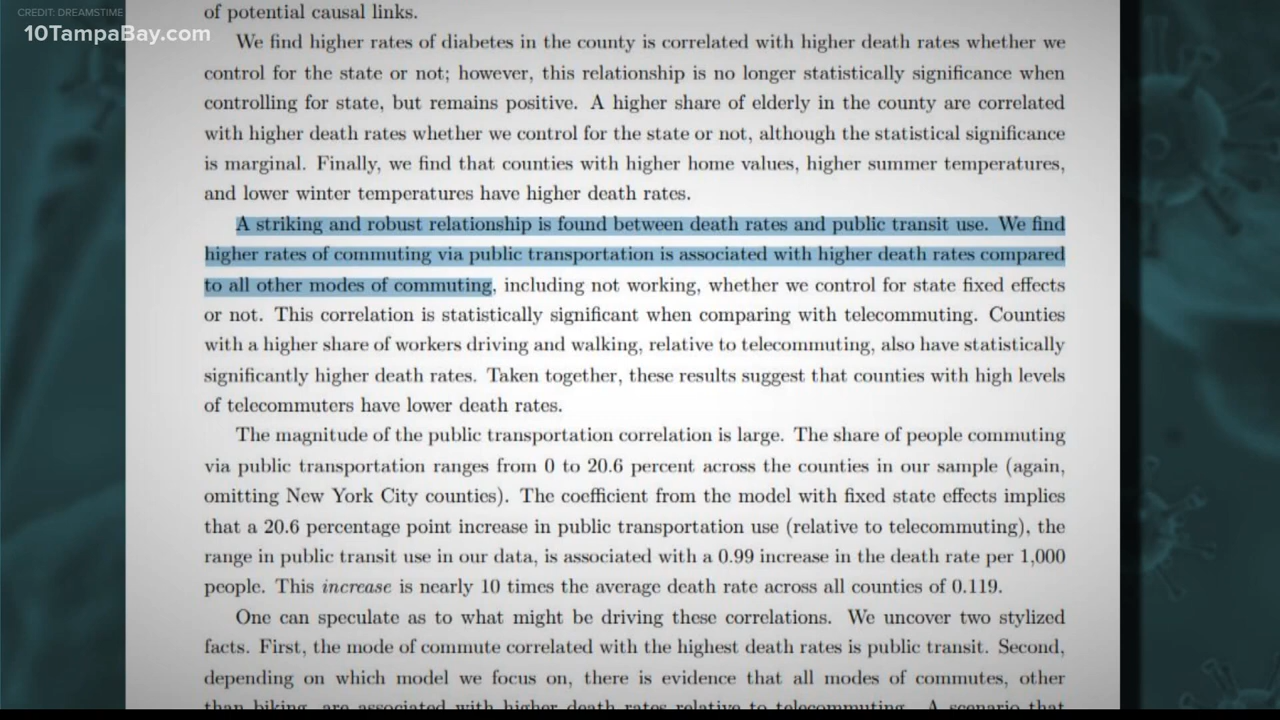 CREDIT: DREAMSTIME
10TampaBay.com
of potential causal links.
We find higher rates of diabetes in the county is correlated with higher death rates whether we
control for the state or not; however, this relationship is no longer statistically significance when
controlling for state, but remains positive. A higher share of elderly in the county are correlated
with higher death rates whether we control for the state or not, although the statistical significance
is marginal. Finally, we find that counties with higher home values, higher summer temperatures,
and lower winter temperatures have higher death rates.
A striking and robust relationship is found between death rates and public transit use. We find
higher rates of commuting via public transportation is associated with higher death rates compared
to all other modes of commuting, including not working, whether we control for state fixed effects
or not. This correlation is statistically significant when comparing with telecommuting. Counties
with a higher share of workers driving and walking, relative to telecommuting, also have statistically
significantly higher death rates. Taken together, these results suggest that counties with high levels
of telecommuters have lower death rates.
The magnitude of the public transportation correlation is large. The share of people commuting
via public transportation ranges from 0 to 20.6 percent across the counties in our sample (again,
omitting New York City counties). The coefficient from the model with fixed state effects implies
that a 20.6 percentage point increase in public transportation use (relative to telecommuting), the
range in public transit use in our data, is associated with a 0.99 increase in the death rate per 1,000
people. This increase is nearly 10 times the average death rate across all counties of 0.119.
One can speculate as to what might be driving these correlations. We uncover two stylized
facts. First, the mode of commute correlated with the highest death rates is public transit. Second,
depending on which model we focus on, there is evidence that all modes of commutes, other
than biking, are associated with higher death rates relative to telecommuting. A scenario that